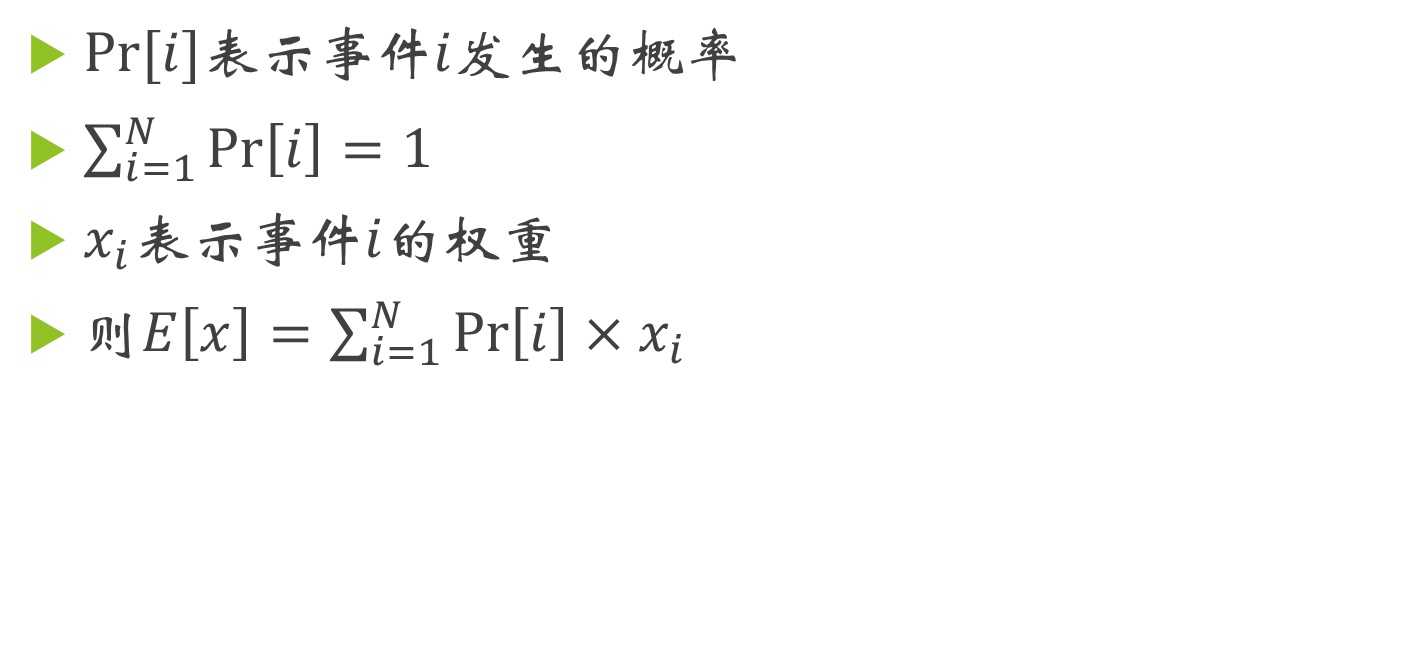 Pr[i]表示事件i发生的概率
∑_{i=1}^{N} Pr[i] = 1
x_i表示事件i的权重
则E[x] = ∑_{i=1}^{N} Pr[i] × x_i